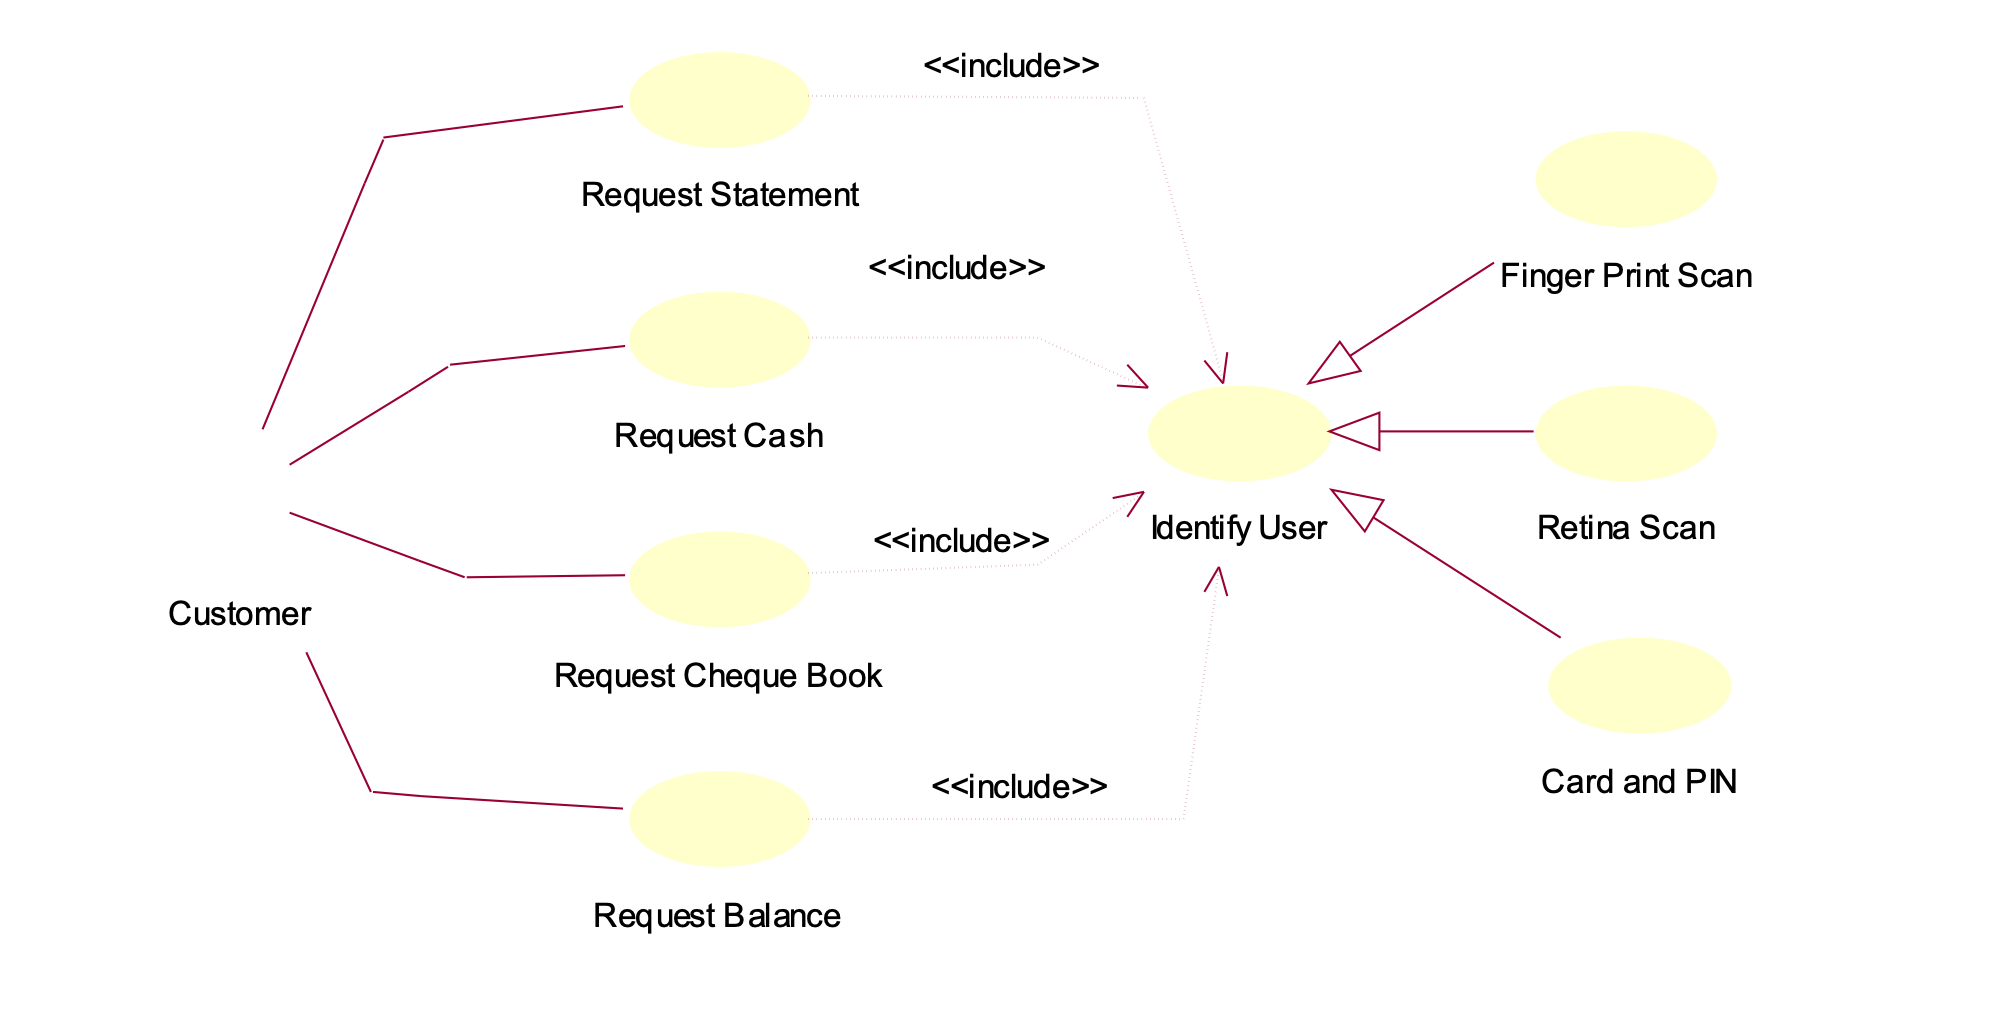 <<include>>
Request Statement
<<include>>
Finger Print Scan
Request Cash
Identify User
Retina Scan
<<include>>
Customer
Request Cheque Book
Card and PIN
<<include>>
Request Balance